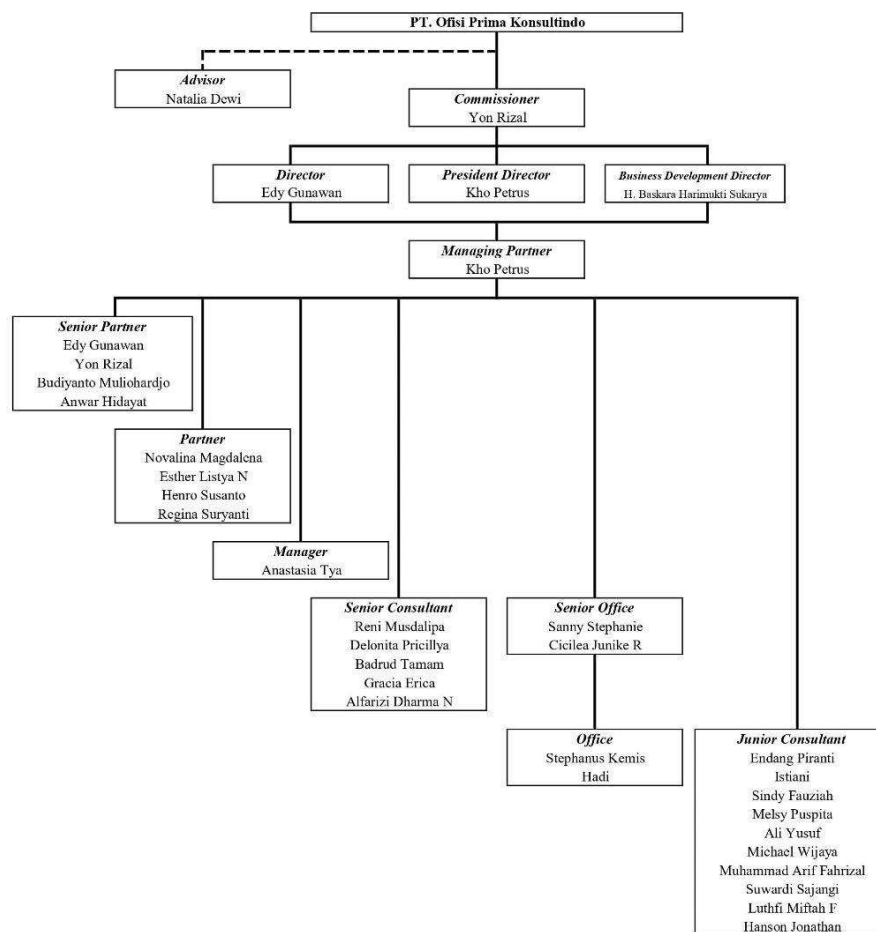 PT. Ofisi Prima Konsultindo
Advisor
Natalia Dewi
Commissioner
Yon Rizal
Director
Edy Gunawan
President Director
Kho Petrus
Business Development Director
H. Baskara Harimukti Sukarya
Managing Partner
Kho Petrus
Senior Partner
Edy Gunawan
Yon Rizal
Budiyanto Muliohardjo
Anwar Hidayat
Partner
Novalina Magdalena
Esther Listya N
Henro Susanto
Regina Suryanti
Manager
Anastasia Tya
Senior Consultant
Reni Musdalipa
Delonita Pricillya
Badrud Tamam
Gracia Erica
Alfarizi Dharma N
Senior Office
Sanny Stephanie
Cicilea Junike R
Office
Stephanus Kemis
Hadi
Junior Consultant
Endang Piranti
Istiani
Sindy Fauziah
Melsy Puspita
Ali Yusuf
Michael Wijaya
Muhammad Arif Fahrizal
Suwardi Sajangi
Luthfi Miftah F
Hanson Jonathan